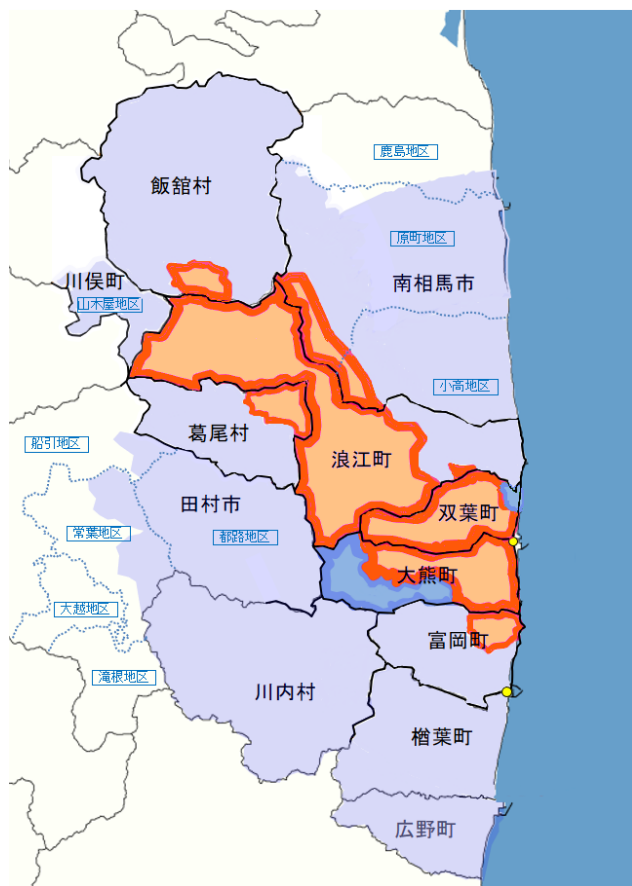 鹿島地区
飯舘村
原町地区
南相馬市
川俣町
山木屋地区
小高地区
葛尾村
船引地区
浪江町
田村市
双葉町
常葉地区
都路地区
大熊町
大越地区
富岡町
滝根地区
川内村
楢葉町
広野町